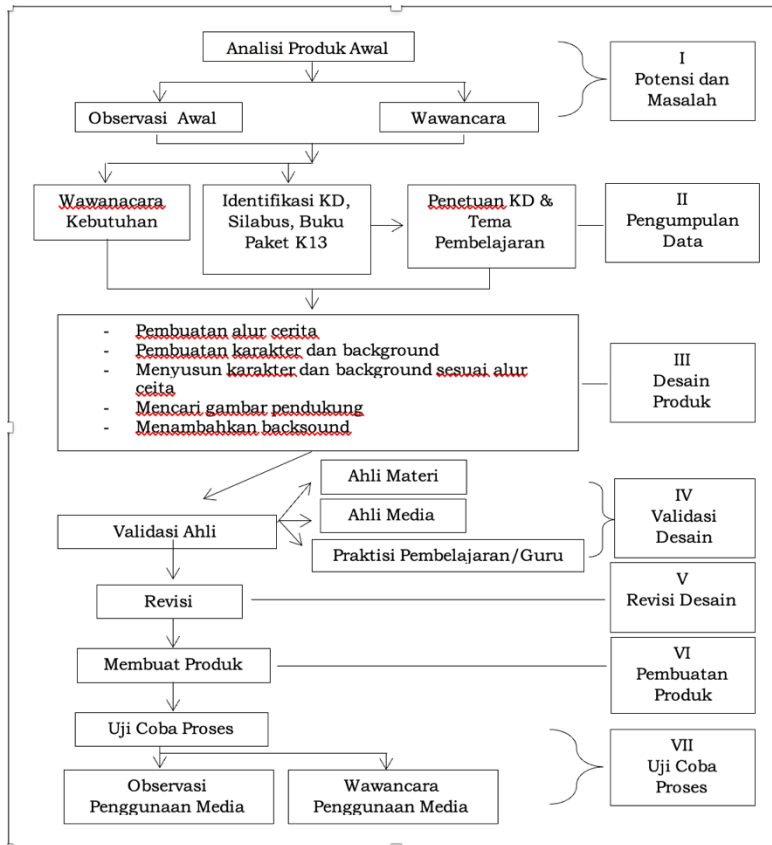 Analisi Produk Awal
I
Potensi dan
Masalah
Observasi  Awal
Wawancara
Wawanacara
Kebutuhan
Identifikasi KD,
Silabus, Buku
Paket K13
Penetuan KD &
Tema
Pembelajaran
II
Pengumpulan
Data
- Pembuatan alur cerita
- Pembuatan karakter dan background
- Menyusun karakter dan background sesuai alur
ceita
- Mencari gambar pendukung
- Menambahkan backsound
III
Desain
Produk
Ahli Materi
Ahli Media
Praktisi Pembelajaran/Guru
Validasi Ahli
IV
Validasi
Desain
Revisi
V
Revisi Desain
Membuat Produk
VI
Pembuatan
Produk
Uji Coba Proses
Observasi
Penggunaan Media
Wawancara
Penggunaan Media
VII
Uji Coba
Proses